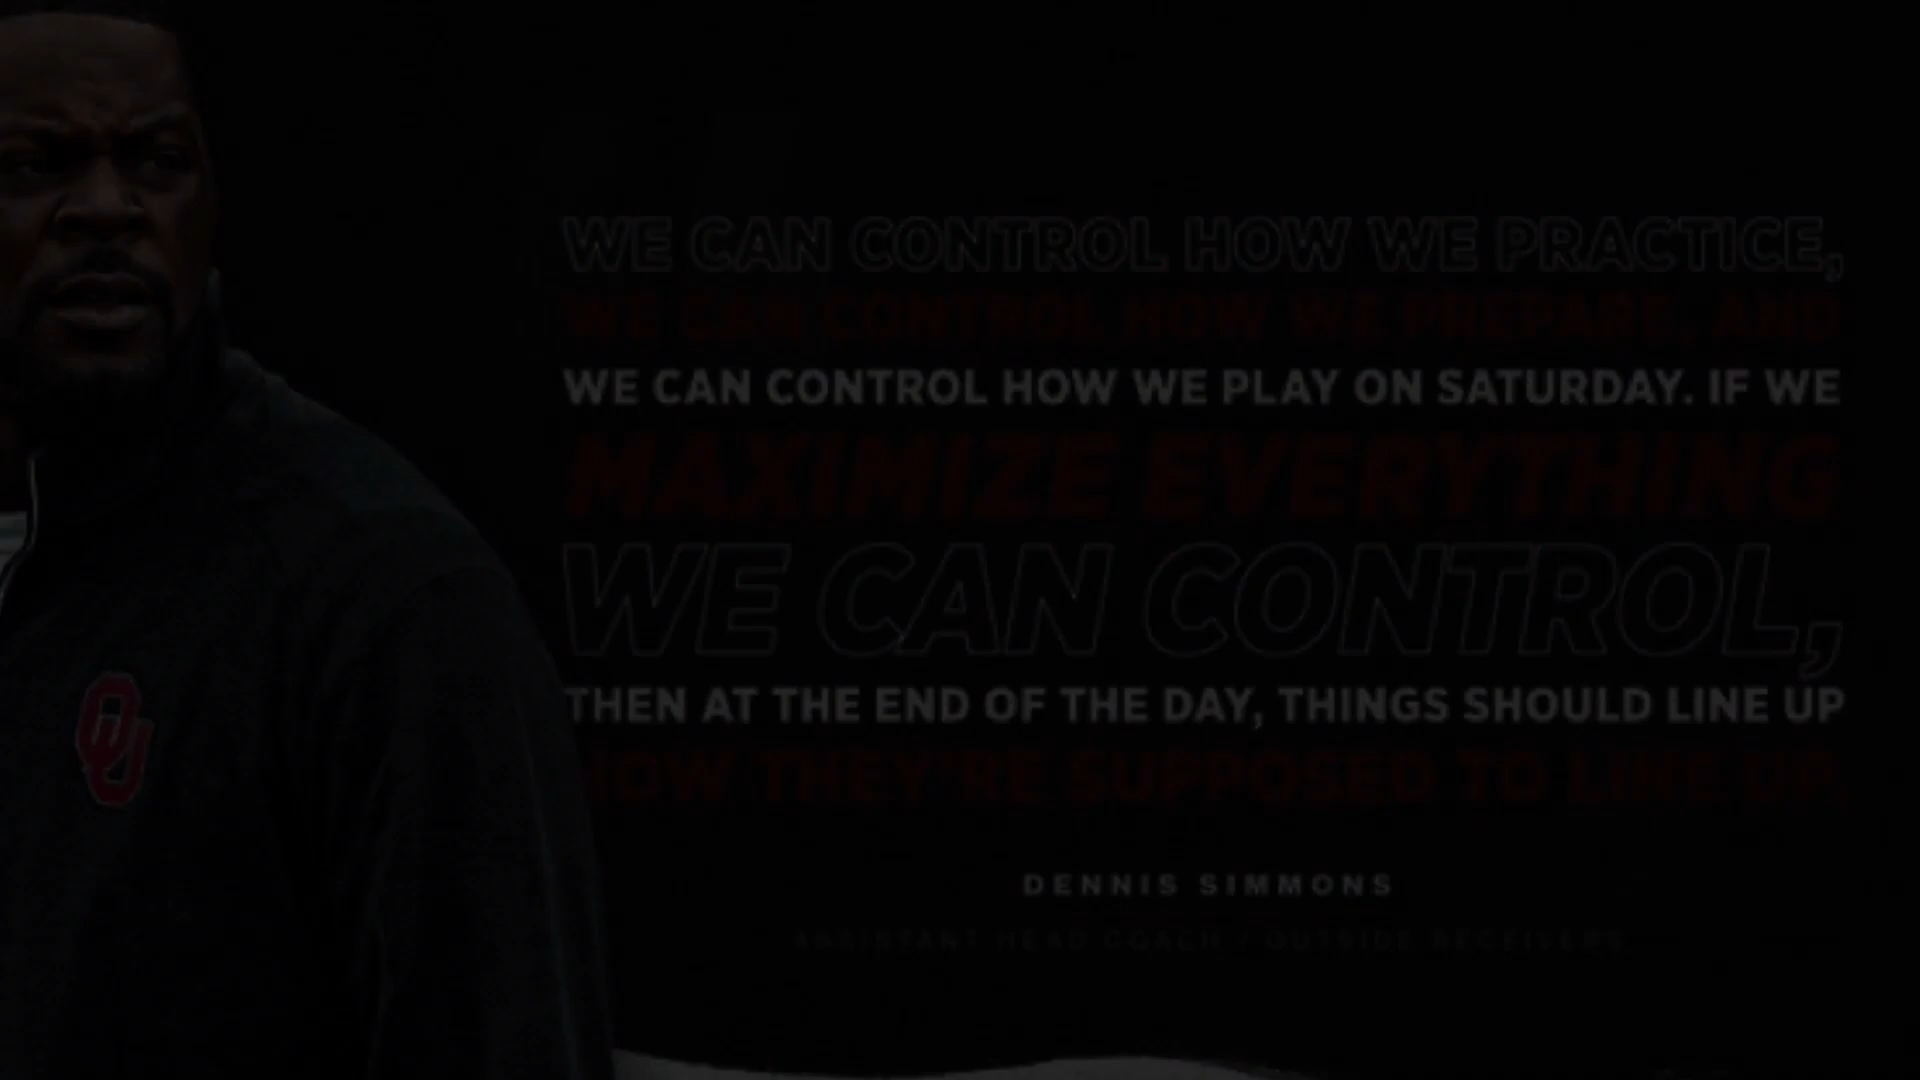 WE CAN CONTROL HOW WE PRACTICE,
WE CAN CONTROL HOW WE PREPARE, AND
WE CAN CONTROL HOW WE PLAY ON SATURDAY. IF WE
MAXIMIZE EVERYTHING
WE CAN CONTROL,
THEN AT THE END OF THE DAY, THINGS SHOULD LINE UP
HOW THEY'RE SUPPOSED TO LINE UP.
DENNIS SIMMONS
ASSISTANT HEAD COACH / OUTSIDE RECEIVERS
OU